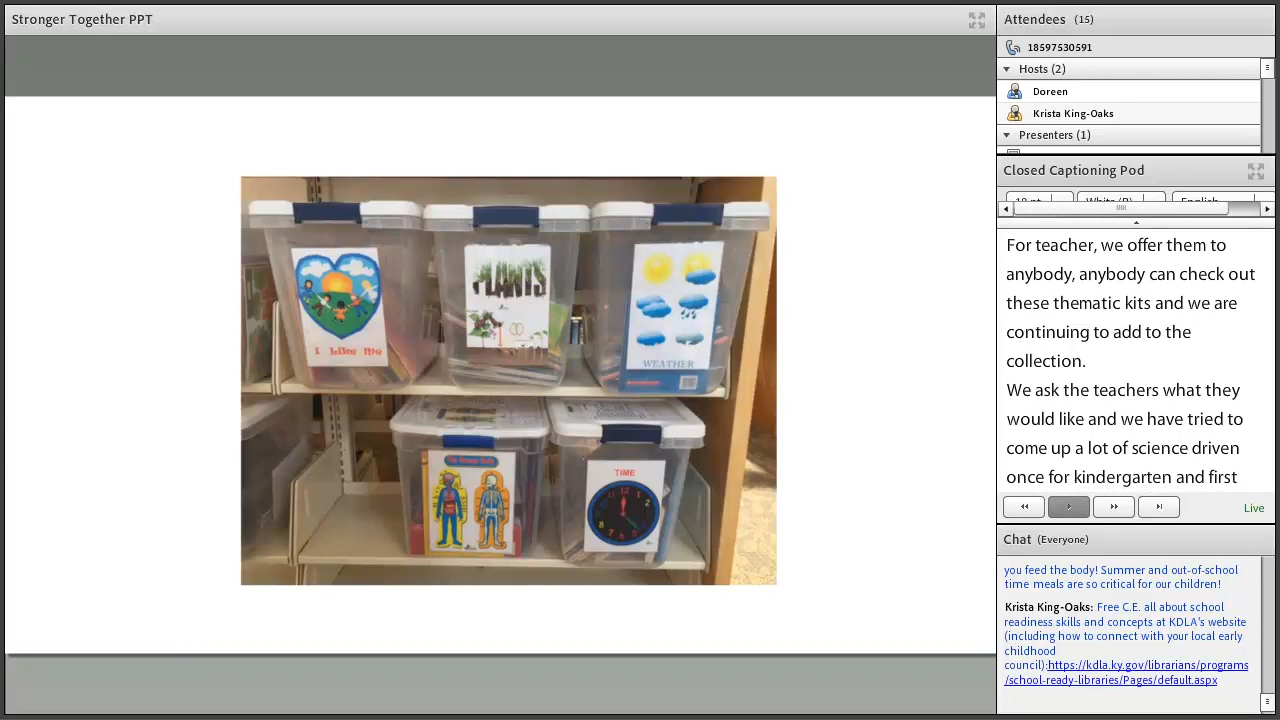 Stronger Together PPT
I Like Me
PLANTS
WEATHER
TIME
12
2
4
8
Attendees (15)
18597530591
Hosts (2)
Doreen
Krista King-Oaks
Presenters (1)
Closed Captioning Pod
For teacher, we offer them to
anybody, anybody can check out
these thematic kits and we are
continuing to add to the
collection.
We ask the teachers what they
would like and we have tried to
come up a lot of science driven
once for kindergarten and first
Live
Chat (Everyone)
you feed the body! Summer and out-of-school
time meals are so critical for our children!
Krista King-Oaks: Free C.E. all about school
readiness skills and concepts at KDLA's website
(including how to connect with your local early
childhood
council):https://kdla.ky.gov/librarians/programs
/school-ready-libraries/Pages/default.aspx